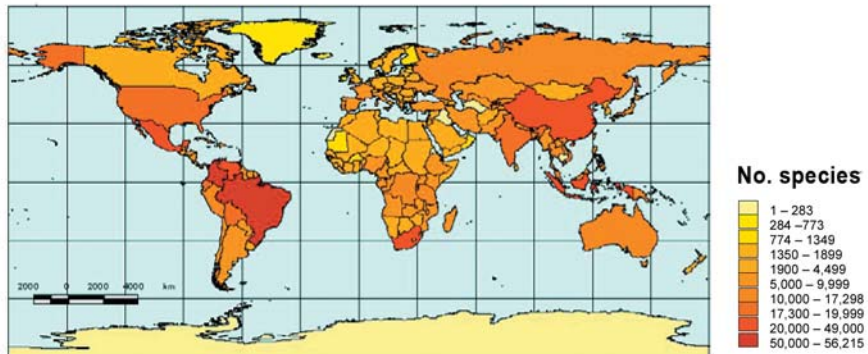 No. species
1 – 283
284 –773
774 – 1349
1350 – 1899
1900 – 4,499
5,000 – 9,999
10,000 – 17,298
17,300 – 19,999
20,000 – 49,000
50,000 – 56,215
2000 0 2000 4000 km